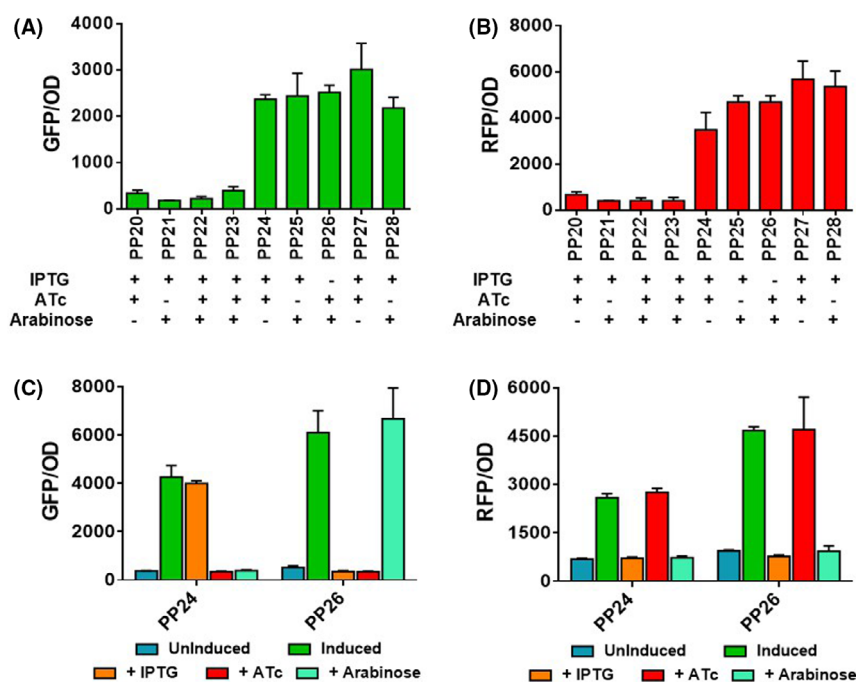 (A)
GFP/OD
4000
3000
2000
1000
0
PP20 PP21 PP22 PP23 PP24 PP25 PP26 PP27 PP28
IPTG + + + + + + - + +
ATc + - + + + - + + -
Arabinose - + + + - + + - +
(B)
RFP/OD
8000
6000
4000
2000
0
PP20 PP21 PP22 PP23 PP24 PP25 PP26 PP27 PP28
IPTG + + + + + + - + +
ATc + - + + + - + + -
Arabinose - + + + - + + - +
(C)
GFP/OD
8000
6000
4000
2000
0
PP24 PP26
UnInduced Induced
+ IPTG + ATc + Arabinose
(D)
RFP/OD
6000
4500
3000
1500
0
PP24 PP26
UnInduced Induced
+ IPTG + ATc + Arabinose